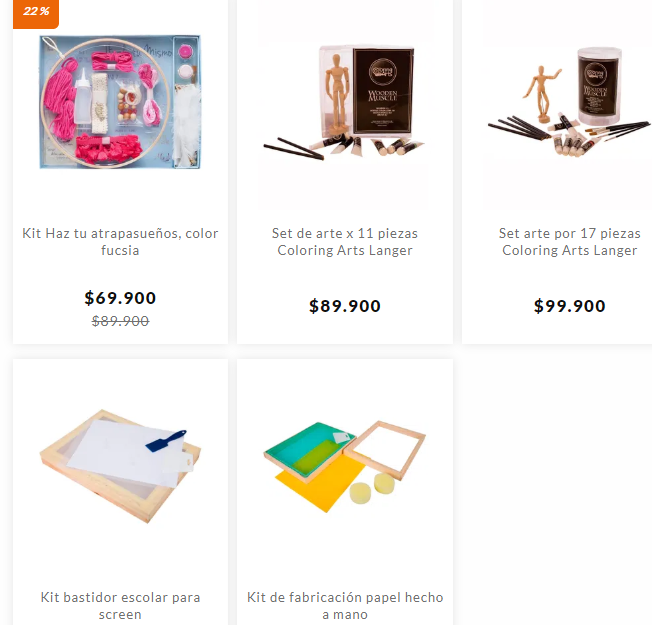 22%
Kit Haz tu atrapasueños, color
fucsia
$69.900
$89.900
WOODEN
MUSCLE
Set de arte x 11 piezas
Coloring Arts Langer
$89.900
WOODEN
MUSCLE
Set arte por 17 piezas
Coloring Arts Langer
$99.900
Kit bastidor escolar para
screen
Kit de fabricación papel hecho
a mano